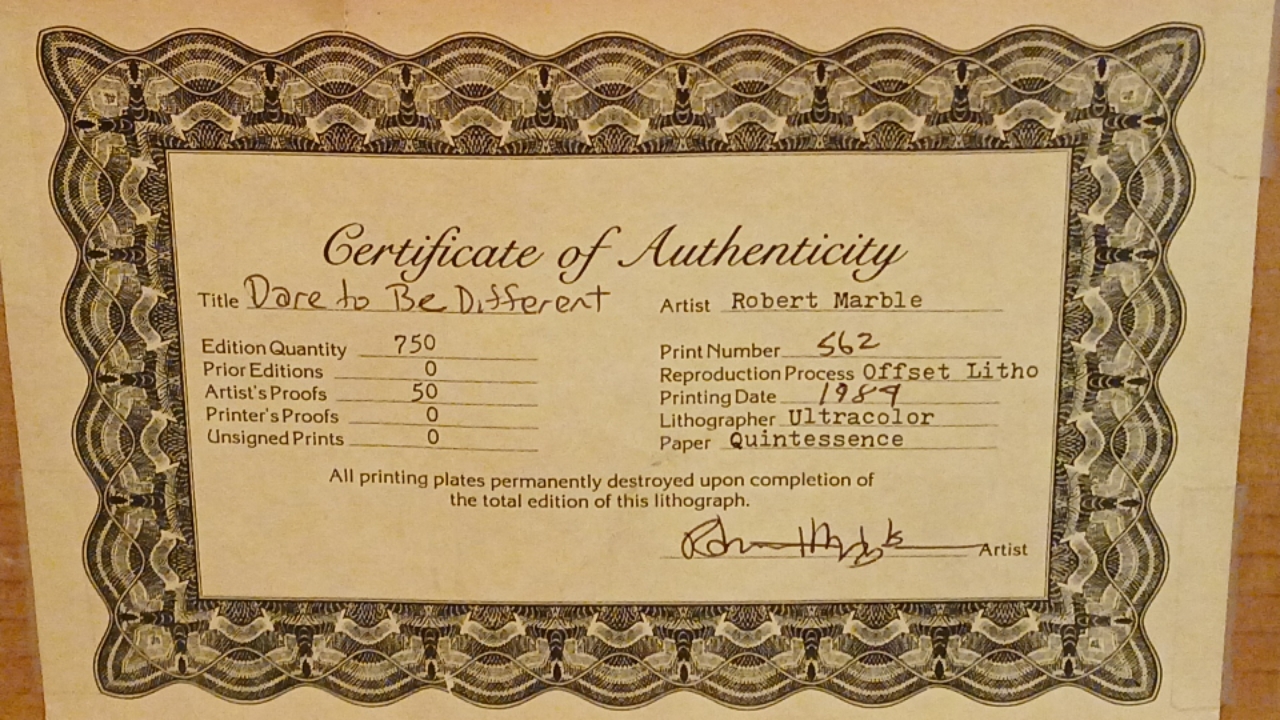 Certificate of Authenticity
Title Dare to Be Different
Artist Robert Marble
Edition Quantity 750
Prior Editions 0
Artist's Proofs 50
Printer's Proofs 0
Unsigned Prints 0
Print Number 562
Reproduction Process Offset Litho
Printing Date 1989
Lithographer Ultracolor
Paper Quintessence
All printing plates permanently destroyed upon completion of
the total edition of this lithograph.
Artist